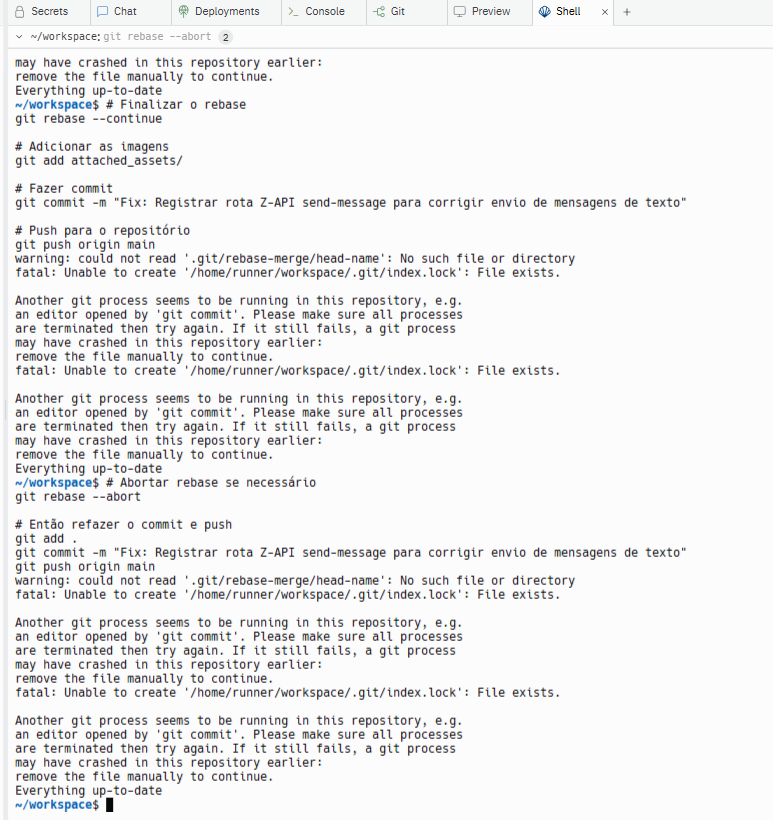 Secrets
Chat
Deployments
Console
Git
Preview
Shell
~/workspace: git rebase --abort 2
may have crashed in this repository earlier:
remove the file manually to continue.
Everything up-to-date
~/workspace$ # Finalizar o rebase
git rebase --continue
# Adicionar as imagens
git add attached_assets/
# Fazer commit
git commit -m "Fix: Registrar rota Z-API send-message para corrigir envio de mensagens de texto"
# Push para o repositório
git push origin main
warning: could not read '.git/rebase-merge/head-name': No such file or directory
fatal: Unable to create '/home/runner/workspace/.git/index.lock': File exists.
Another git process seems to be running in this repository, e.g.
an editor opened by 'git commit'. Please make sure all processes
are terminated then try again. If it still fails, a git process
may have crashed in this repository earlier:
remove the file manually to continue.
fatal: Unable to create '/home/runner/workspace/.git/index.lock': File exists.
Another git process seems to be running in this repository, e.g.
an editor opened by 'git commit'. Please make sure all processes
are terminated then try again. If it still fails, a git process
may have crashed in this repository earlier:
remove the file manually to continue.
Everything up-to-date
~/workspace$ # Abortar rebase se necessário
git rebase --abort
# Então refazer o commit e push
git add .
git commit -m "Fix: Registrar rota Z-API send-message para corrigir envio de mensagens de texto"
git push origin main
warning: could not read '.git/rebase-merge/head-name': No such file or directory
fatal: Unable to create '/home/runner/workspace/.git/index.lock': File exists.
Another git process seems to be running in this repository, e.g.
an editor opened by 'git commit'. Please make sure all processes
are terminated then try again. If it still fails, a git process
may have crashed in this repository earlier:
remove the file manually to continue.
fatal: Unable to create '/home/runner/workspace/.git/index.lock': File exists.
Another git process seems to be running in this repository, e.g.
an editor opened by 'git commit'. Please make sure all processes
are terminated then try again. If it still fails, a git process
may have crashed in this repository earlier:
remove the file manually to continue.
Everything up-to-date
~/workspace$